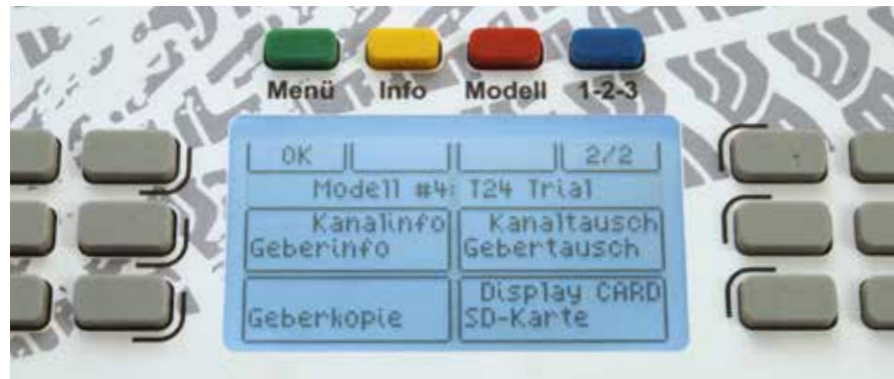 Menü Info Modell 1-2-3
OK 2/2
Modell #4: T24 Trial
Kanalinfo Kanaltausch
Geberinfo Gebertausch
Display CARD
Geberkopie SD-Karte